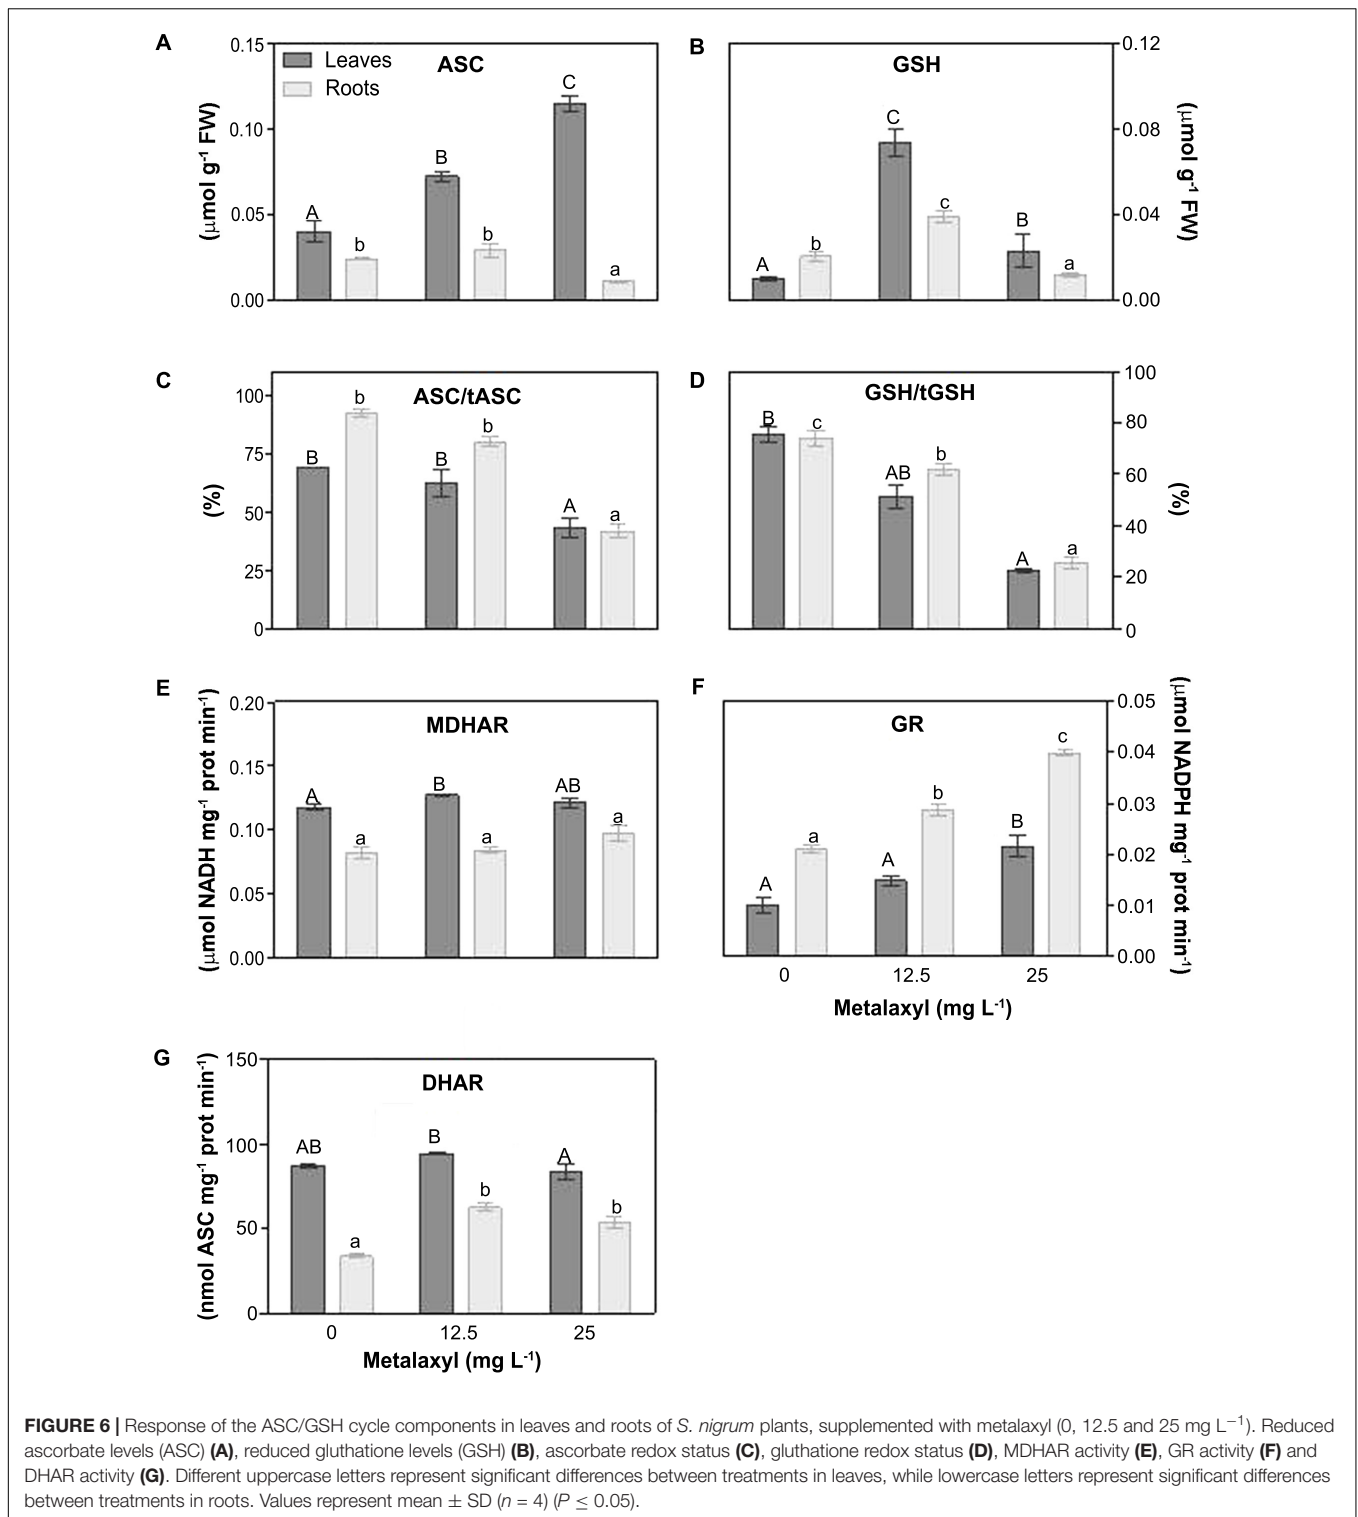 A
0.15
0.10
0.05
0.00
(μmol g-1 FW)
Leaves
Roots
ASC
A
b
B
b
C
a
B
GSH
0.12
0.08
0.04
0.00
(μmol g-1 FW)
A
b
C
c
B
a
C
100
75
50
25
0
(%)
ASC/tASC
B
b
B
b
A
a
D
GSH/tGSH
100
80
60
40
20
0
(%)
B
c
AB
b
A
a
E
0.20
0.15
0.10
0.05
0.00
(μmol NADH mg-1 prot min-1)
MDHAR
A
a
B
a
AB
a
F
GR
0.05
0.04
0.03
0.02
0.01
0.00
(μmol NADPH mg-1 prot min-1)
A
a
A
b
B
c
0 12.5 25
Metalaxyl (mg L-1)
G
150
100
50
0
(nmol ASC mg-1 prot min-1)
DHAR
AB
a
B
b
A
b
0 12.5 25
Metalaxyl (mg L-1)
FIGURE 6 | Response of the ASC/GSH cycle components in leaves and roots of S. nigrum plants, supplemented with metalaxyl (0, 12.5 and 25 mg L−1). Reduced
ascorbate levels (ASC) (A), reduced gluthatione levels (GSH) (B), ascorbate redox status (C), gluthatione redox status (D), MDHAR activity (E), GR activity (F) and
DHAR activity (G). Different uppercase letters represent significant differences between treatments in leaves, while lowercase letters represent significant differences
between treatments in roots. Values represent mean ± SD (n = 4) (P ≤ 0.05).